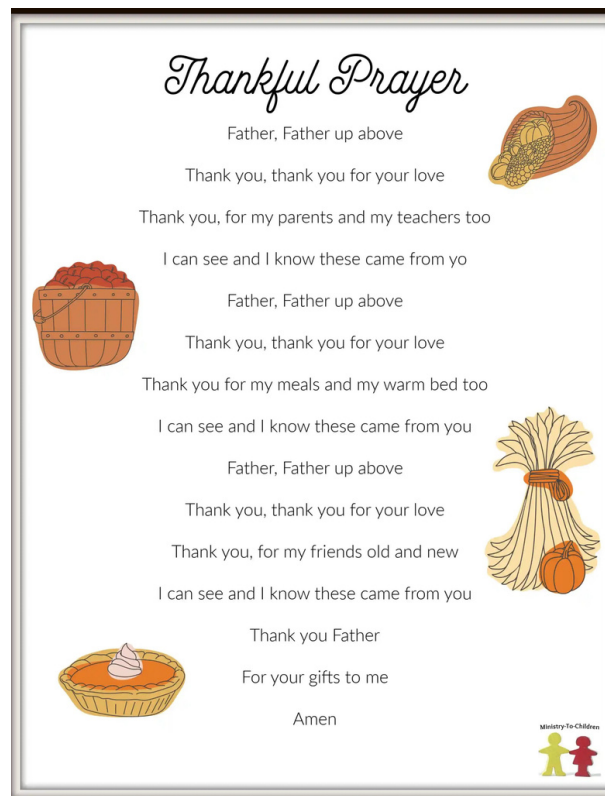 Thankful Prayer
Father, Father up above
Thank you, thank you for your love
Thank you, for my parents and my teachers too
I can see and I know these came from yo
Father, Father up above
Thank you, thank you for your love
Thank you for my meals and my warm bed too
I can see and I know these came from you
Father, Father up above
Thank you, thank you for your love
Thank you, for my friends old and new
I can see and I know these came from you
Thank you Father
For your gifts to me
Amen
Ministry-To-Children